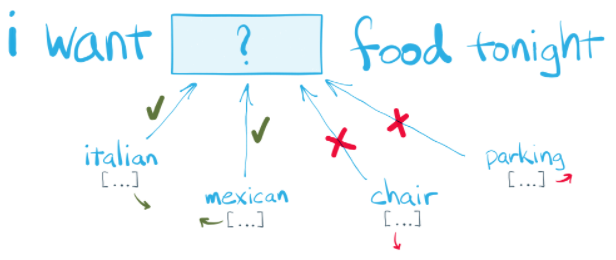 i want ? food tonight
italian
[...]
mexican
[...]
chair
[...]
parking
[...]